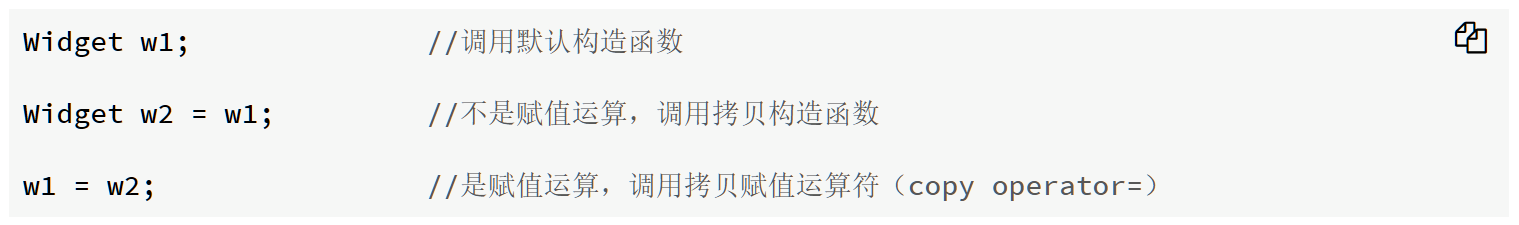 Widget w1;                  //调用默认构造函数
Widget w2 = w1;             //不是赋值运算，调用拷贝构造函数
w1 = w2;                    //是赋值运算，调用拷贝赋值运算符（copy operator=）